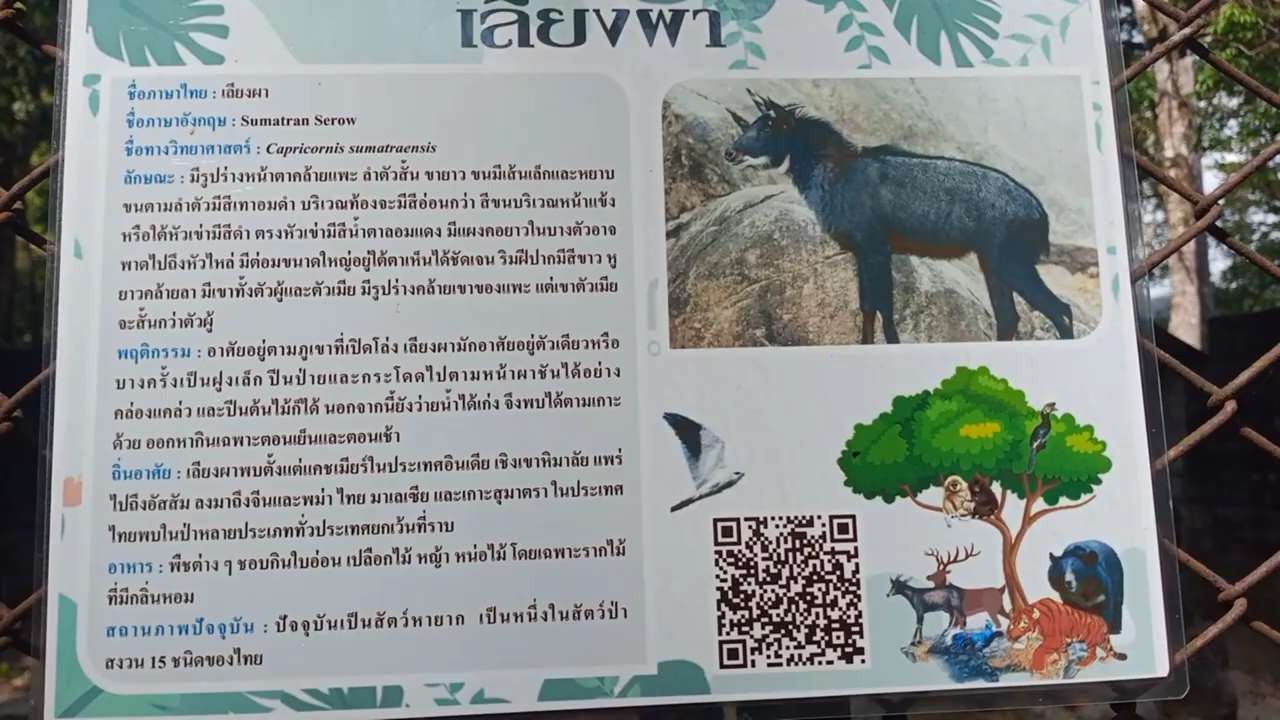 เลียงผา
ชื่อภาษาไทย : เลียงผา
ชื่อภาษาอังกฤษ : Sumatran Serow
ชื่อทางวิทยาศาสตร์ : Capricornis sumatraensis
ลักษณะ : มีรูปร่างหน้าตาคล้ายแพะ ลำตัวสั้น ขายาว ขนมีเส้นเล็กและหยาบ
ขนตามลำตัวมีสีเทาอมดำ บริเวณท้องจะมีสีอ่อนกว่า สีขนบริเวณหน้าแข้ง
หรือใต้หัวเข่ามีสีดำ ตรงหัวเข่ามีสีน้ำตาลอมแดง มีแผงคอยาวในบางตัวอาจ
พาดไปถึงหัวไหล่ มีต่อมขนาดใหญ่อยู่ใต้ตาเห็นได้ชัดเจน ริมฝีปากมีสีขาว หู
ยาวคล้ายลา มีเขาทั้งตัวผู้และตัวเมีย มีรูปร่างคล้ายเขาของแพะ แต่เขาตัวเมีย
จะสั้นกว่าตัวผู้
พฤติกรรม : อาศัยอยู่ตามภูเขาที่เปิดโล่ง เลียงผามักอาศัยอยู่ตัวเดียวหรือ
บางครั้งเป็นฝูงเล็ก ปีนป่ายและกระโดดไปตามหน้าผาชันได้อย่าง
คล่องแคล่ว และปีนต้นไม้ก็ได้ นอกจากนี้ยังว่ายน้ำได้เก่ง จึงพบได้ตามเกาะ
ด้วย ออกหากินเฉพาะตอนเย็นและตอนเช้า
ถิ่นอาศัย : เลียงผาพบตั้งแต่แคชเมียร์ในประเทศอินเดีย เชิงเขาหิมาลัย แพร่
ไปถึงอัสสัม ลงมาถึงจีนและพม่า ไทย มาเลเซีย และเกาะสุมาตรา ในประเทศ
ไทยพบในป่าหลายประเภททั่วประเทศยกเว้นที่ราบ
อาหาร : พืชต่าง ๆ ชอบกินใบอ่อน เปลือกไม้ หญ้า หน่อไม้ โดยเฉพาะรากไม้
ที่มีกลิ่นหอม
สถานภาพปัจจุบัน : ปัจจุบันเป็นสัตว์หายาก เป็นหนึ่งในสัตว์ป่า
สงวน 15 ชนิดของไทย